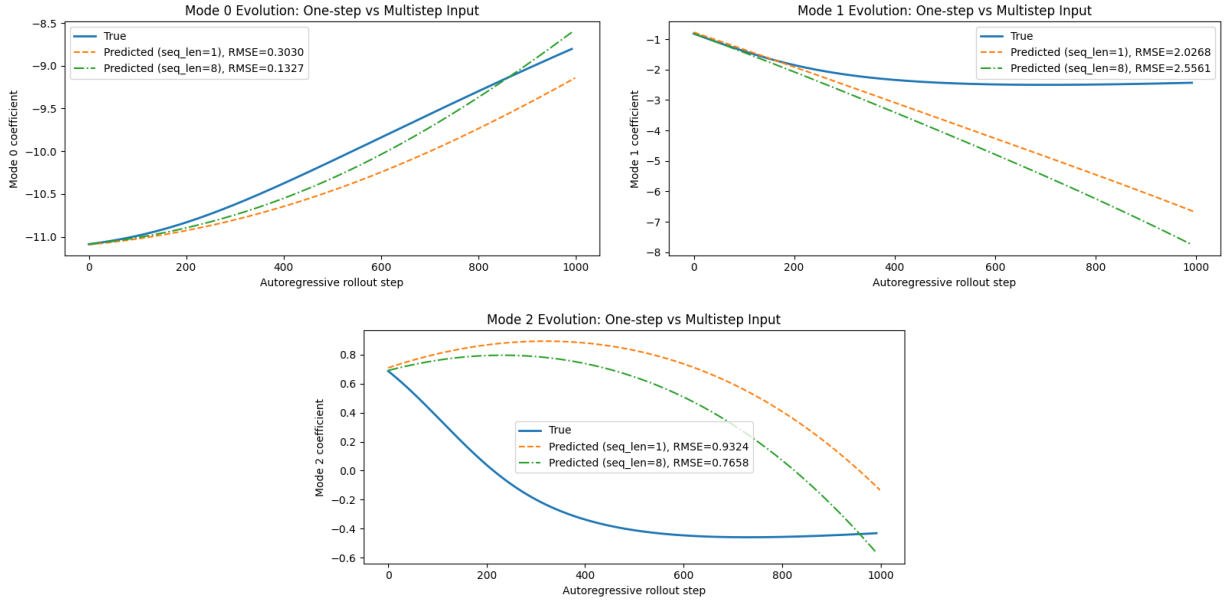 Mode 0 Evolution: One-step vs Multistep Input
−8.5
−9.0
−9.5
−10.0
−10.5
−11.0
Mode 0 coefficient
True
Predicted (seq_len=1), RMSE=0.3030
Predicted (seq_len=8), RMSE=0.1327
0 200 400 600 800 1000
Autoregressive rollout step
Mode 1 Evolution: One-step vs Multistep Input
−1
−2
−3
−4
−5
−6
−7
−8
Mode 1 coefficient
True
Predicted (seq_len=1), RMSE=2.0268
Predicted (seq_len=8), RMSE=2.5561
0 200 400 600 800 1000
Autoregressive rollout step
Mode 2 Evolution: One-step vs Multistep Input
0.8
0.6
0.4
0.2
0.0
−0.2
−0.4
−0.6
Mode 2 coefficient
True
Predicted (seq_len=1), RMSE=0.9324
Predicted (seq_len=8), RMSE=0.7658
0 200 400 600 800 1000
Autoregressive rollout step